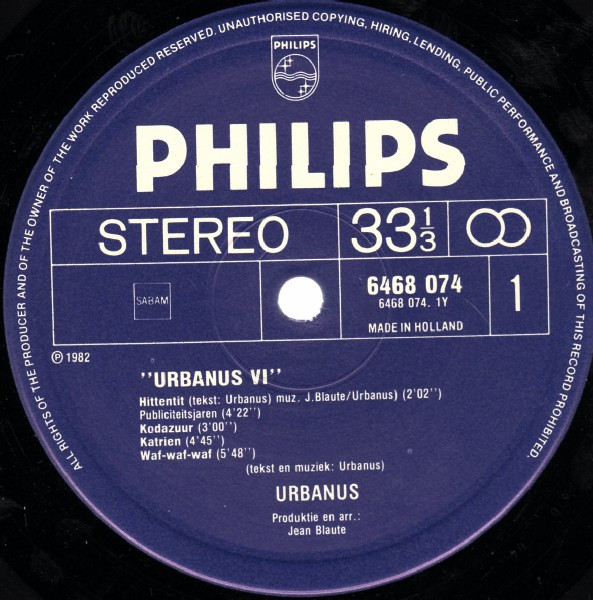 ALL RIGHTS OF THE PRODUCER AND OF THE OWNER OF THE WORK REPRODUCED RESERVED. UNAUTHORISED COPYING, HIRING, LENDING, PUBLIC PERFORMANCE AND BROADCASTING OF THIS RECORD PROHIBITED.
PHILIPS
PHILIPS
STEREO
33 1/3
6468 074
6468 074. 1Y
MADE IN HOLLAND
1
SABAM
℗ 1982
"URBANUS VI"
Hittentit (tekst: Urbanus) muz. J.Blaute/Urbanus) (2'02'')
Publiciteitsjaren (4'22'')
Kodazuur (3'00'')
Katrien (4'45'')
Waf-waf-waf (5'48'')
(tekst en muziek: Urbanus)
URBANUS
Produktie en arr.:
Jean Blaute